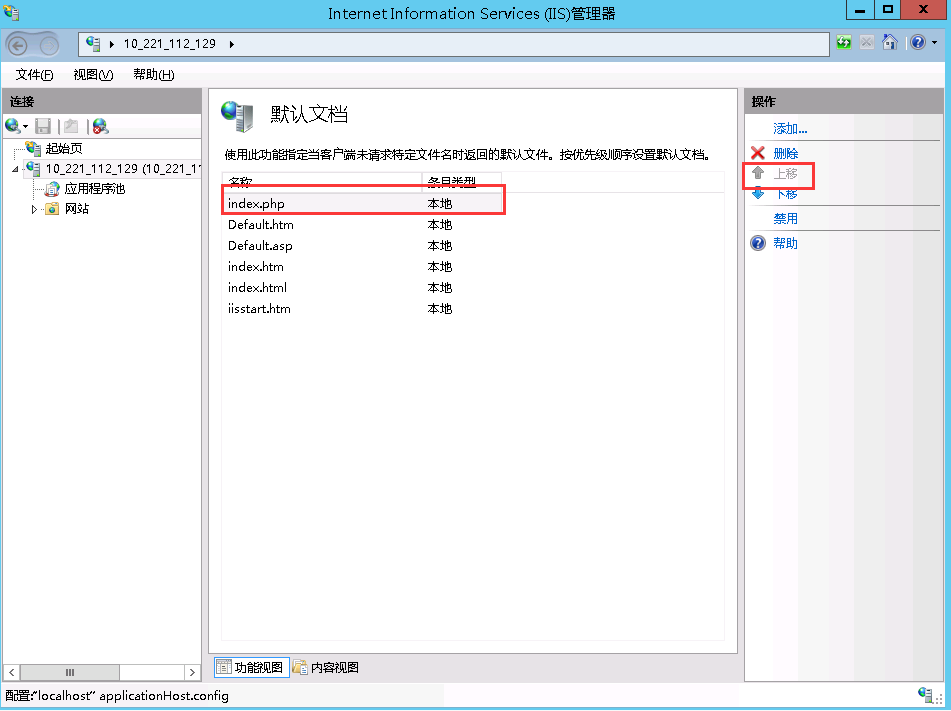 Internet Information Services (IIS)管理器
10_221_112_129
文件(F) 视图(V) 帮助(H)
连接
起始页
10_221_112_129 (10_221_11
应用程序池
网站
默认文档
使用此功能指定当客户端未请求特定文件名时返回的默认文件。按优先级顺序设置默认文档。
名称 条目类型
index.php 本地
Default.htm 本地
Default.asp 本地
index.htm 本地
index.html 本地
iisstart.htm 本地
功能视图 内容视图
操作
添加...
删除
上移
下移
禁用
帮助
配置:"localhost" applicationHost.config